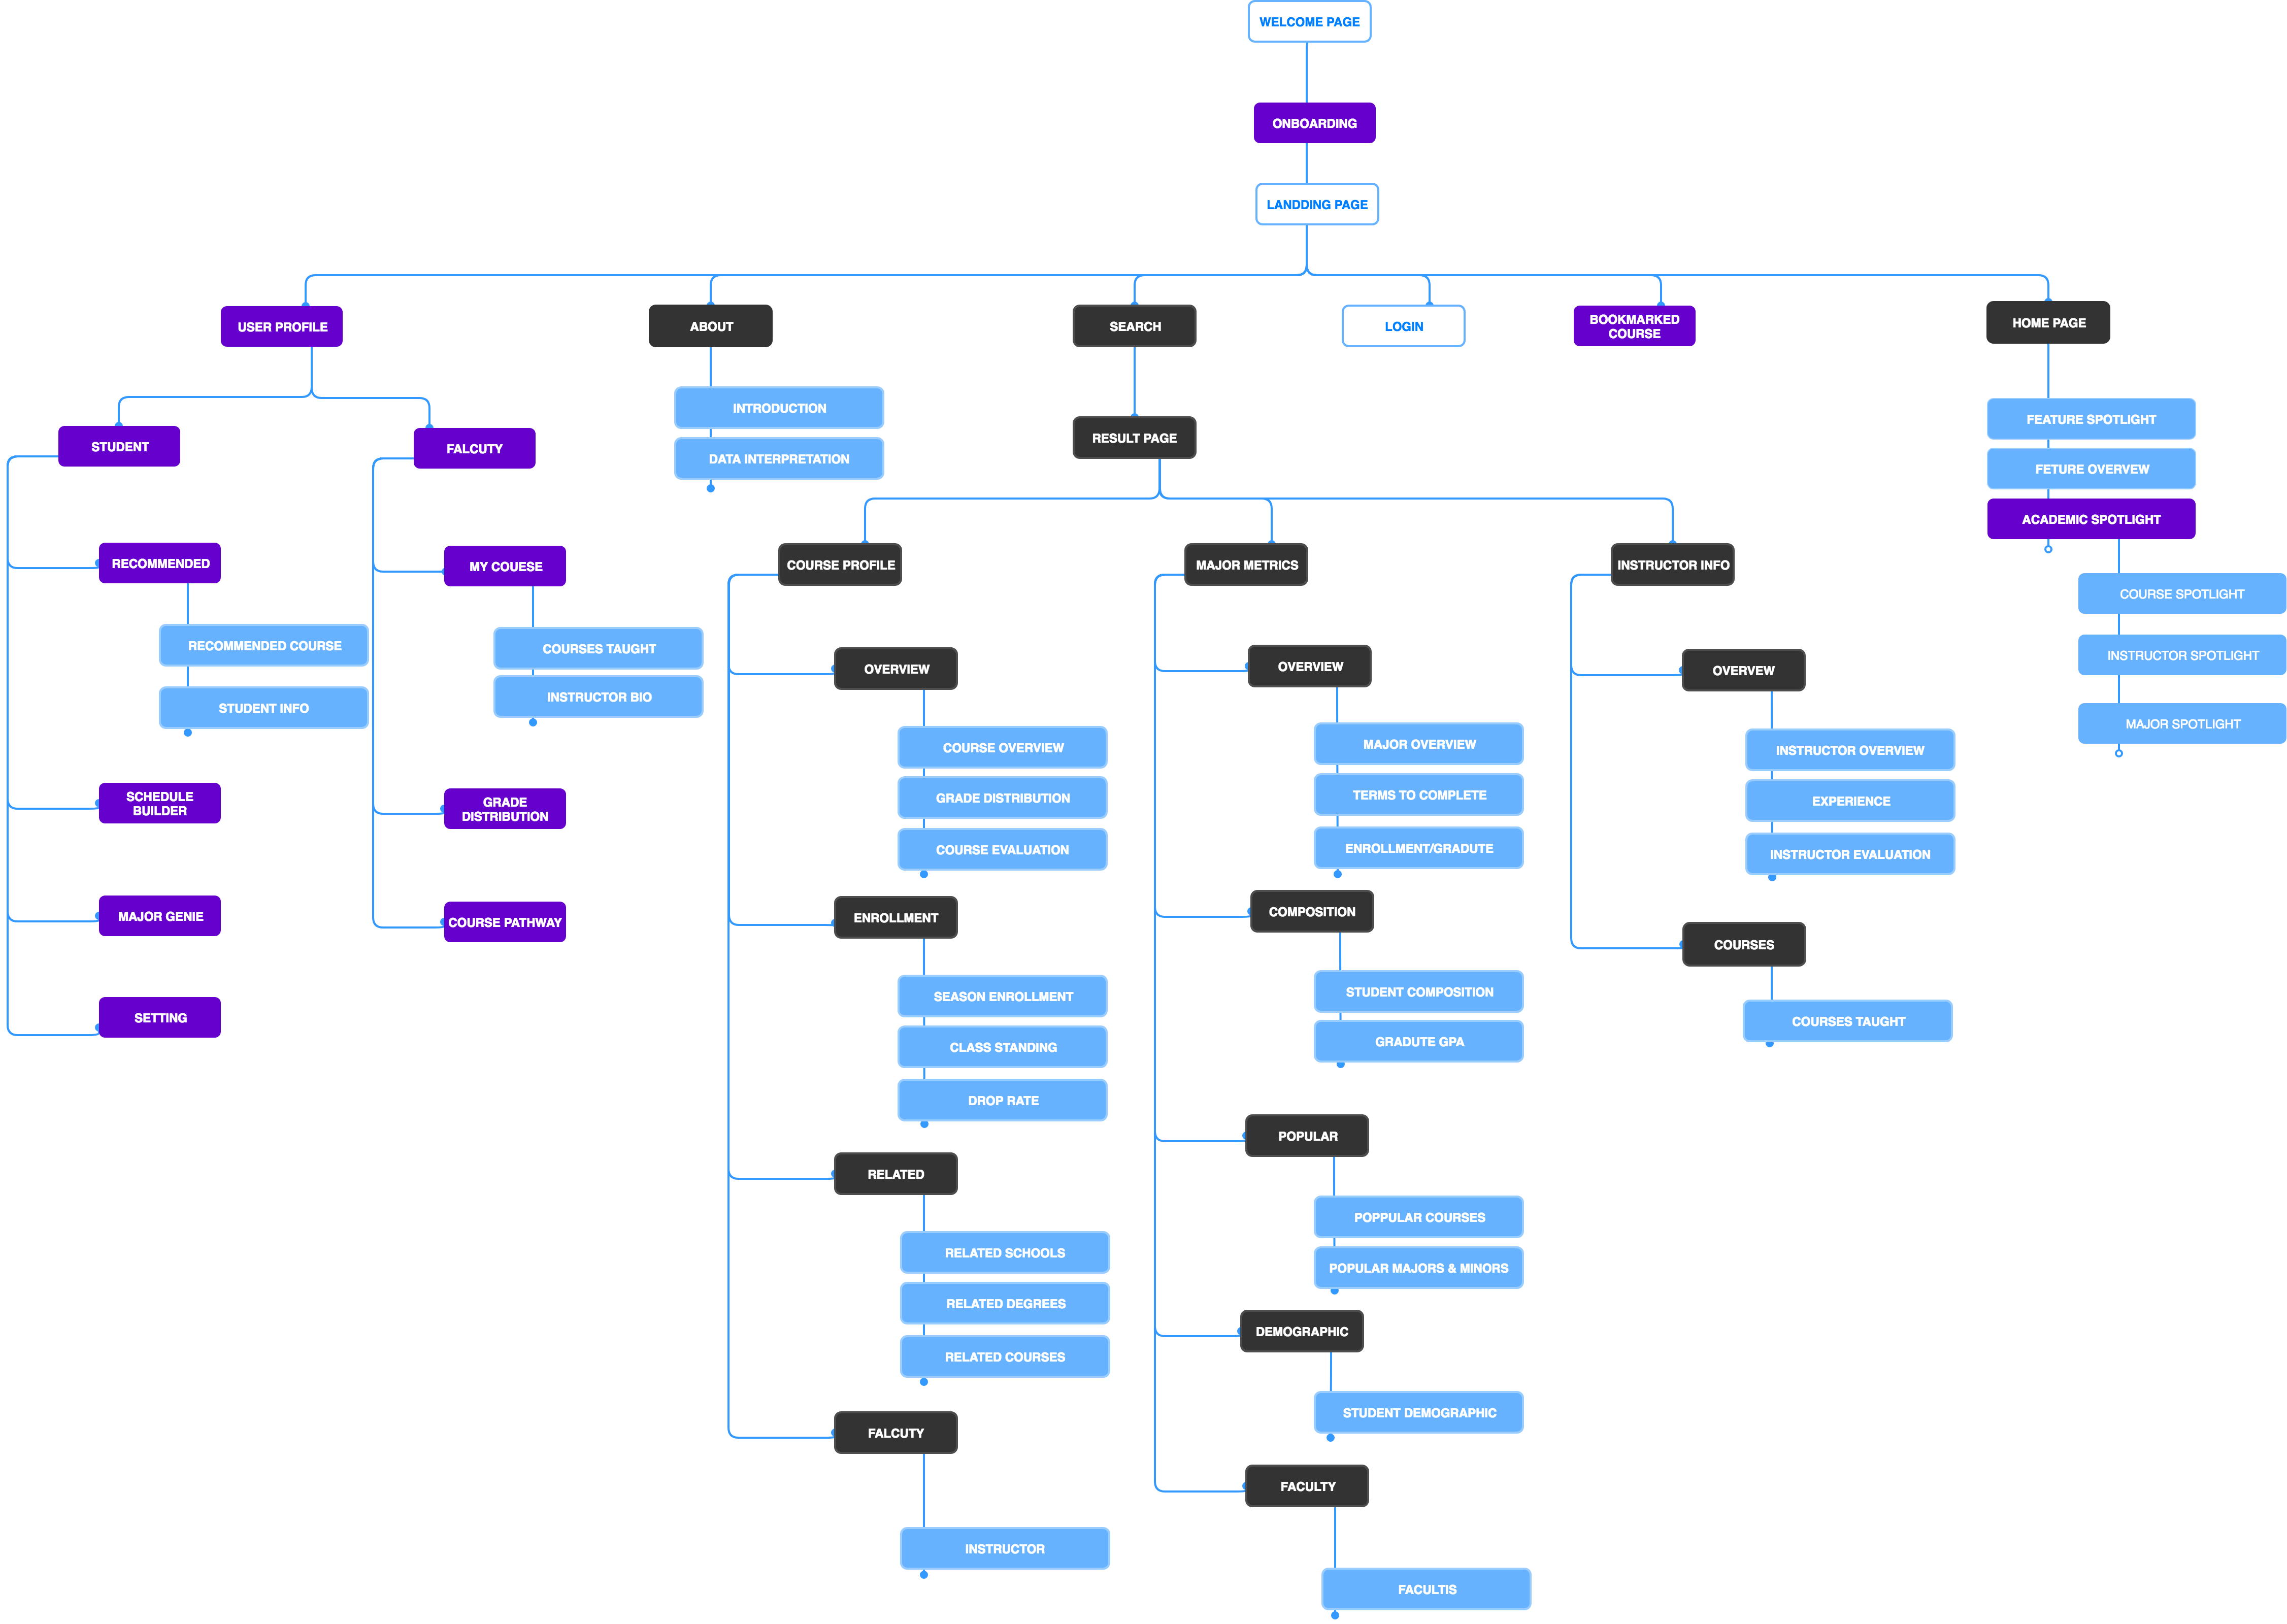 WELCOME PAGE
ONBOARDING
LANDDING PAGE
USER PROFILE
ABOUT
SEARCH
LOGIN
BOOKMARKED
COURSE
HOME PAGE
STUDENT
FALCUTY
INTRODUCTION
DATA INTERPRETATION
RESULT PAGE
FEATURE SPOTLIGHT
FETURE OVERVEW
ACADEMIC SPOTLIGHT
COURSE SPOTLIGHT
INSTRUCTOR SPOTLIGHT
MAJOR SPOTLIGHT
RECOMMENDED
RECOMMENDED COURSE
STUDENT INFO
SCHEDULE
BUILDER
MAJOR GENIE
SETTING
MY COUESE
COURSES TAUGHT
INSTRUCTOR BIO
GRADE
DISTRIBUTION
COURSE PATHWAY
COURSE PROFILE
OVERVIEW
COURSE OVERVIEW
GRADE DISTRIBUTION
COURSE EVALUATION
ENROLLMENT
SEASON ENROLLMENT
CLASS STANDING
DROP RATE
RELATED
RELATED SCHOOLS
RELATED DEGREES
RELATED COURSES
FALCUTY
INSTRUCTOR
MAJOR METRICS
OVERVIEW
MAJOR OVERVIEW
TERMS TO COMPLETE
ENROLLMENT/GRADUTE
COMPOSITION
STUDENT COMPOSITION
GRADUTE GPA
POPULAR
POPPULAR COURSES
POPULAR MAJORS & MINORS
DEMOGRAPHIC
STUDENT DEMOGRAPHIC
FACULTY
FACULTIS
INSTRUCTOR INFO
OVERVEW
INSTRUCTOR OVERVIEW
EXPERIENCE
INSTRUCTOR EVALUATION
COURSES
COURSES TAUGHT